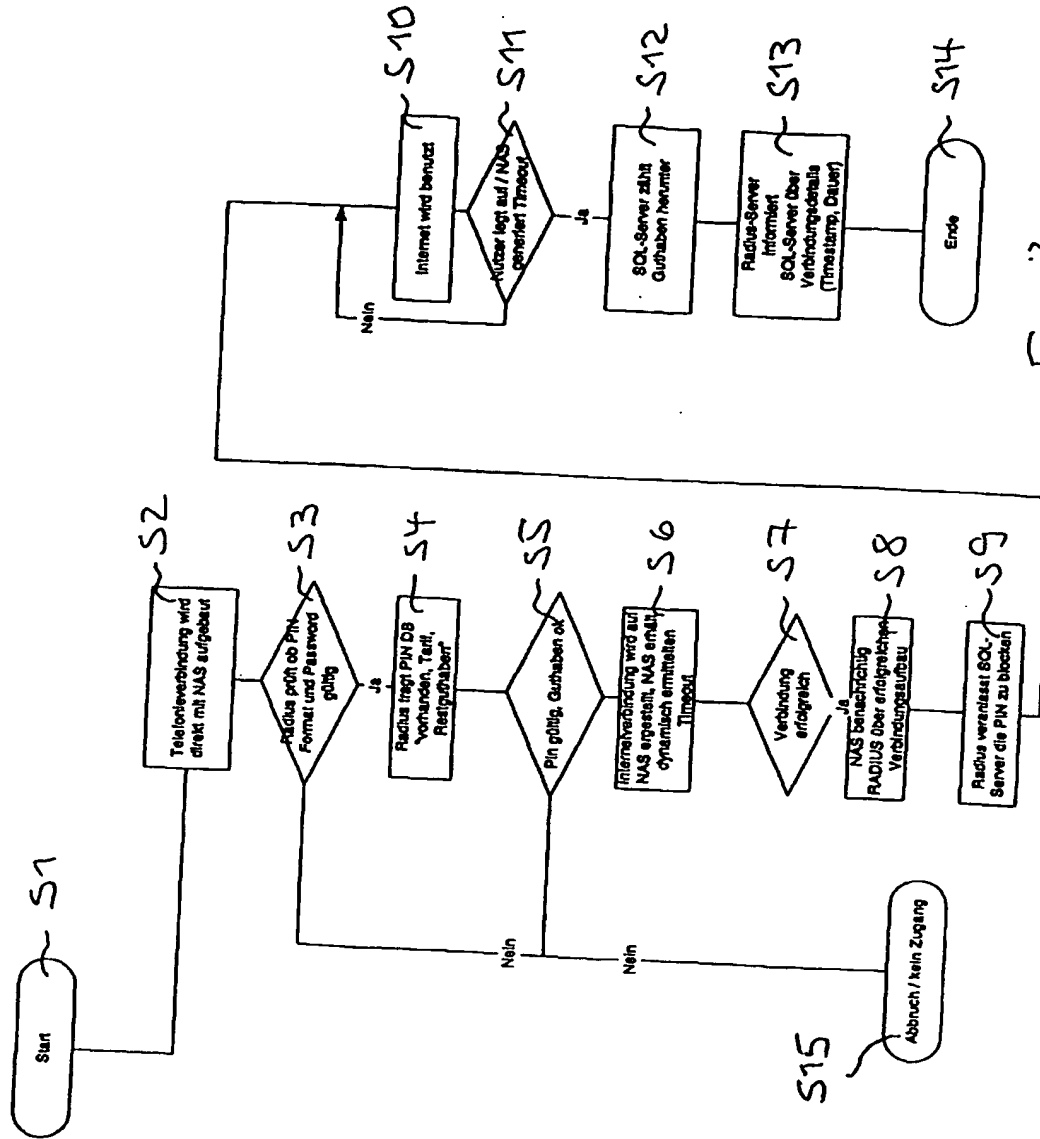 Start
S1
Telefonieverbindung wird
direkt mit NAS aufgebaut
S2
Radius prüft ob PIN
Format und Password
gültig
S3
Ja
Radius fragt PIN DB
"vorhanden, Tarif,
Restguthaben"
S4
Pin gültig, Guthaben ok
S5
Internetverbindung wird auf
NAS ergestellt, NAS erhält
dynamisch ermittelten
Timeout
S6
Verbindung
erfolgreich
S7
Ja
NAS benachrichtig
RADIUS über erfolgreichen
Verbindungsaufbau
S8
Radius veranlasst SQL-
Server die PIN zu blocken
S9
Nein
Nein
Abbruch / kein Zugang
S15
Internet wird benutzt
S10
Nutzer legt auf / NAS
generiert Timeout
S11
Nein
Ja
SQL-Server zählt
Guthaben herunter
S12
Radius-Server
informiert
SQL-Server über
Verbindungsdetails
(Timestamp, Dauer)
S13
Ende
S14